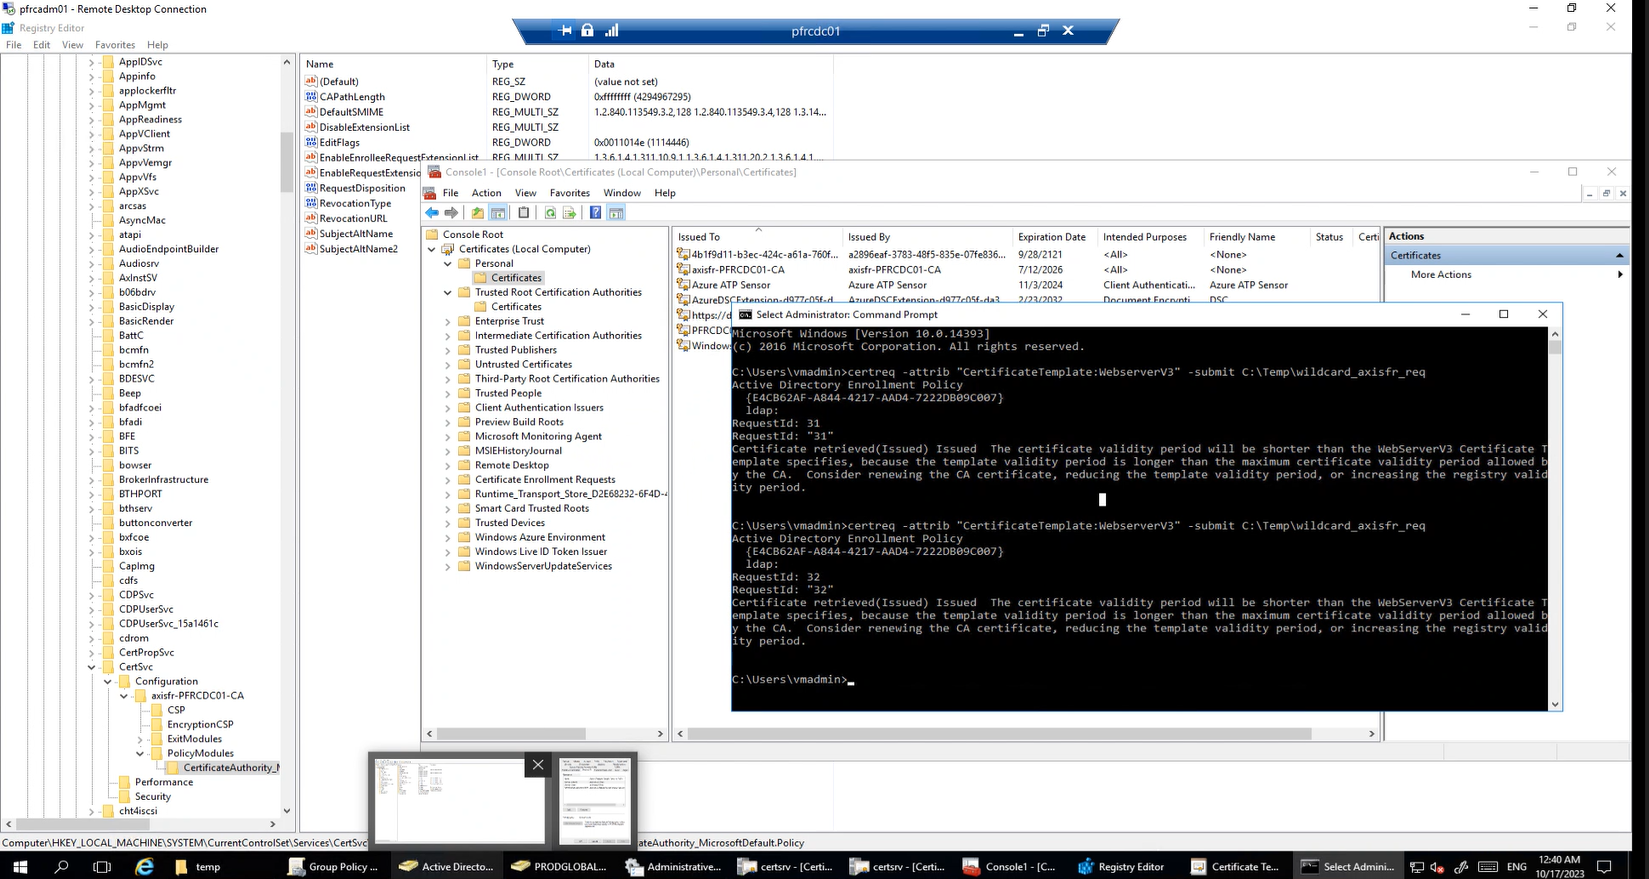 pfrcadm01 - Remote Desktop Connection
Registry Editor
pfrcdc01
File Edit View Favorites Help
AppIDSvc
Appinfo
applockerfltr
AppMgmt
AppReadiness
AppVClient
AppvStrm
AppvVemgr
AppvVfs
AppXSvc
arcsas
AsyncMac
atapi
AudioEndpointBuilder
Audiosrv
AxInstSV
b06bdrv
BasicDisplay
BasicRender
BattC
bcmfn
bcmfn2
BDESVC
Beep
bfadfcoei
bfadi
BFE
BITS
bowser
BrokerInfrastructure
BTHPORT
bthserv
buttonconverter
bxfcoe
bxois
CapImg
cdfs
CDPSvc
CDPUserSvc
CDPUserSvc_15a1461c
cdrom
CertPropSvc
CertSvc
Configuration
axisfr-PFRCDC01-CA
CSP
EncryptionCSP
ExitModules
PolicyModules
CertificateAuthority_M
Performance
Security
cht4iscsi
Name Type Data
(Default) REG_SZ (value not set)
CAPathLength REG_DWORD 0xffffffff (4294967295)
DefaultSMIME REG_MULTI_SZ 1.2.840.113549.3.2,128 1.2.840.113549.3.4,128 1.3.14...
DisableExtensionList REG_MULTI_SZ
EditFlags REG_DWORD 0x0011014e (1114446)
EnableEnrolleeRequestExtensionList REG_MULTI_SZ 1.3.6.1.4.1.311.10.9.1 1.3.6.1.4.1.311.20.2 1.3.6.1.4.1....
EnableRequestExtensio
RequestDisposition
RevocationType
RevocationURL
SubjectAltName
SubjectAltName2
Console1 - [Console Root\Certificates (Local Computer)\Personal\Certificates]
File Action View Favorites Window Help
Console Root
Certificates (Local Computer)
Personal
Certificates
Trusted Root Certification Authorities
Certificates
Enterprise Trust
Intermediate Certification Authorities
Trusted Publishers
Untrusted Certificates
Third-Party Root Certification Authorities
Trusted People
Client Authentication Issuers
Preview Build Roots
Microsoft Monitoring Agent
MSIEHistoryJournal
Remote Desktop
Certificate Enrollment Requests
Runtime_Transport_Store_D2E68232-6F4D-4
Smart Card Trusted Roots
Trusted Devices
Windows Azure Environment
Windows Live ID Token Issuer
WindowsServerUpdateServices
Issued To Issued By Expiration Date Intended Purposes Friendly Name Status Certi
4b1f9d11-b3ec-424c-a61a-760f... a2896eaf-3783-48f5-835e-07fe836... 9/28/2121 <All> <None>
axisfr-PFRCDC01-CA axisfr-PFRCDC01-CA 7/12/2026 <All> <None>
Azure ATP Sensor Azure ATP Sensor 11/3/2024 Client Authenticati... Azure ATP Sensor
AzureDSCExtension-d977c05f-d AzureDSCExtension-d977c05f-da3 2/23/2032 Document Encrypti DSC
https://d
PFRCDC
Window
Actions
Certificates
More Actions
Select Administrator: Command Prompt
Microsoft Windows [Version 10.0.14393]
(c) 2016 Microsoft Corporation. All rights reserved.
C:\Users\vmadmin>certreq -attrib "CertificateTemplate:WebserverV3" -submit C:\Temp\wildcard_axisfr_req
Active Directory Enrollment Policy
{E4CB62AF-A844-4217-AAD4-7222DB09C007}
ldap:
RequestId: 31
RequestId: "31"
Certificate retrieved(Issued) Issued  The certificate validity period will be shorter than the WebServerV3 Certificate T
emplate specifies, because the template validity period is longer than the maximum certificate validity period allowed b
y the CA.  Consider renewing the CA certificate, reducing the template validity period, or increasing the registry valid
ity period.
C:\Users\vmadmin>certreq -attrib "CertificateTemplate:WebserverV3" -submit C:\Temp\wildcard_axisfr_req
Active Directory Enrollment Policy
{E4CB62AF-A844-4217-AAD4-7222DB09C007}
ldap:
RequestId: 32
RequestId: "32"
Certificate retrieved(Issued) Issued  The certificate validity period will be shorter than the WebServerV3 Certificate T
emplate specifies, because the template validity period is longer than the maximum certificate validity period allowed b
y the CA.  Consider renewing the CA certificate, reducing the template validity period, or increasing the registry valid
ity period.
C:\Users\vmadmin>
Computer\HKEY_LOCAL_MACHINE\SYSTEM\CurrentControlSet\Services\CertSvc
ateAuthority_MicrosoftDefault.Policy
temp
Group Policy ...
Active Directo...
PRODGLOBAL...
Administrative...
certsrv - [Certi...
certsrv - [Certi...
Console1 - [Co...
Registry Editor
Certificate Te...
Select Admini...
ENG
12:40 AM
10/17/2023